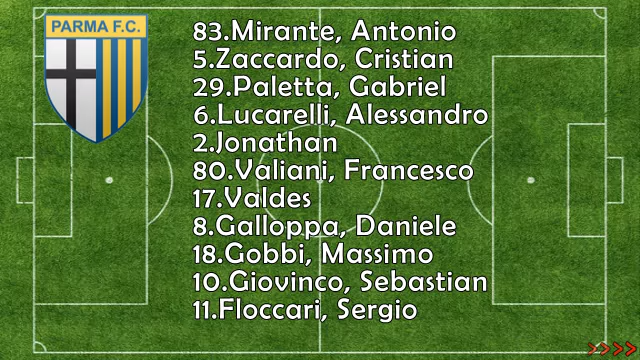 PARMA F.C.
83.Mirante, Antonio
5.Zaccardo, Cristian
29.Paletta, Gabriel
6.Lucarelli, Alessandro
2.Jonathan
80.Valiani, Francesco
17.Valdes
8.Galloppa, Daniele
18.Gobbi, Massimo
10.Giovinco, Sebastian
11.Floccari, Sergio